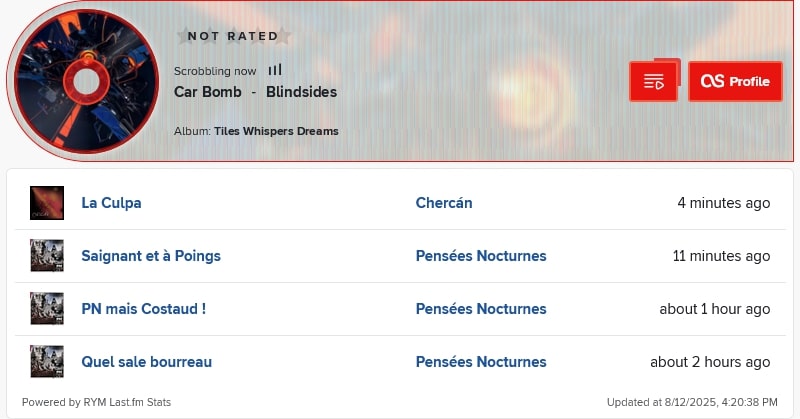 NOT RATED
Scrobbling now
Car Bomb - Blindsides
Album: Tiles Whispers Dreams
Profile
La Culpa Chercán 4 minutes ago
Saignant et à Poings Pensées Nocturnes 11 minutes ago
PN mais Costaud ! Pensées Nocturnes about 1 hour ago
Quel sale bourreau Pensées Nocturnes about 2 hours ago
Powered by RYM Last.fm Stats Updated at 8/12/2025, 4:20:38 PM